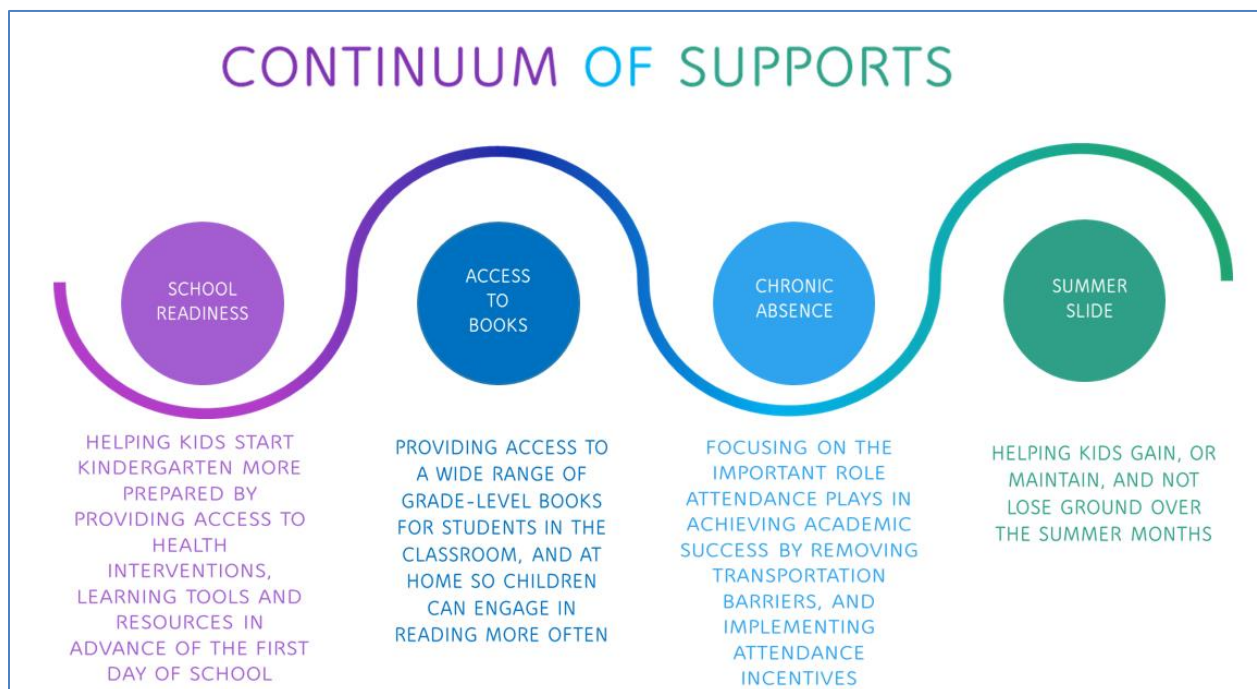 CONTINUUM OF SUPPORTS
SCHOOL
READINESS
HELPING KIDS START
KINDERGARTEN MORE
PREPARED BY
PROVIDING ACCESS TO
HEALTH
INTERVENTIONS,
LEARNING TOOLS AND
RESOURCES IN
ADVANCE OF THE FIRST
DAY OF SCHOOL
ACCESS
TO
BOOKS
PROVIDING ACCESS TO
A WIDE RANGE OF
GRADE-LEVEL BOOKS
FOR STUDENTS IN THE
CLASSROOM, AND AT
HOME SO CHILDREN
CAN ENGAGE IN
READING MORE OFTEN
CHRONIC
ABSENCE
FOCUSING ON THE
IMPORTANT ROLE
ATTENDANCE PLAYS IN
ACHIEVING ACADEMIC
SUCCESS BY REMOVING
TRANSPORTATION
BARRIERS, AND
IMPLEMENTING
ATTENDANCE
INCENTIVES
SUMMER
SLIDE
HELPING KIDS GAIN, OR
MAINTAIN, AND NOT
LOSE GROUND OVER
THE SUMMER MONTHS